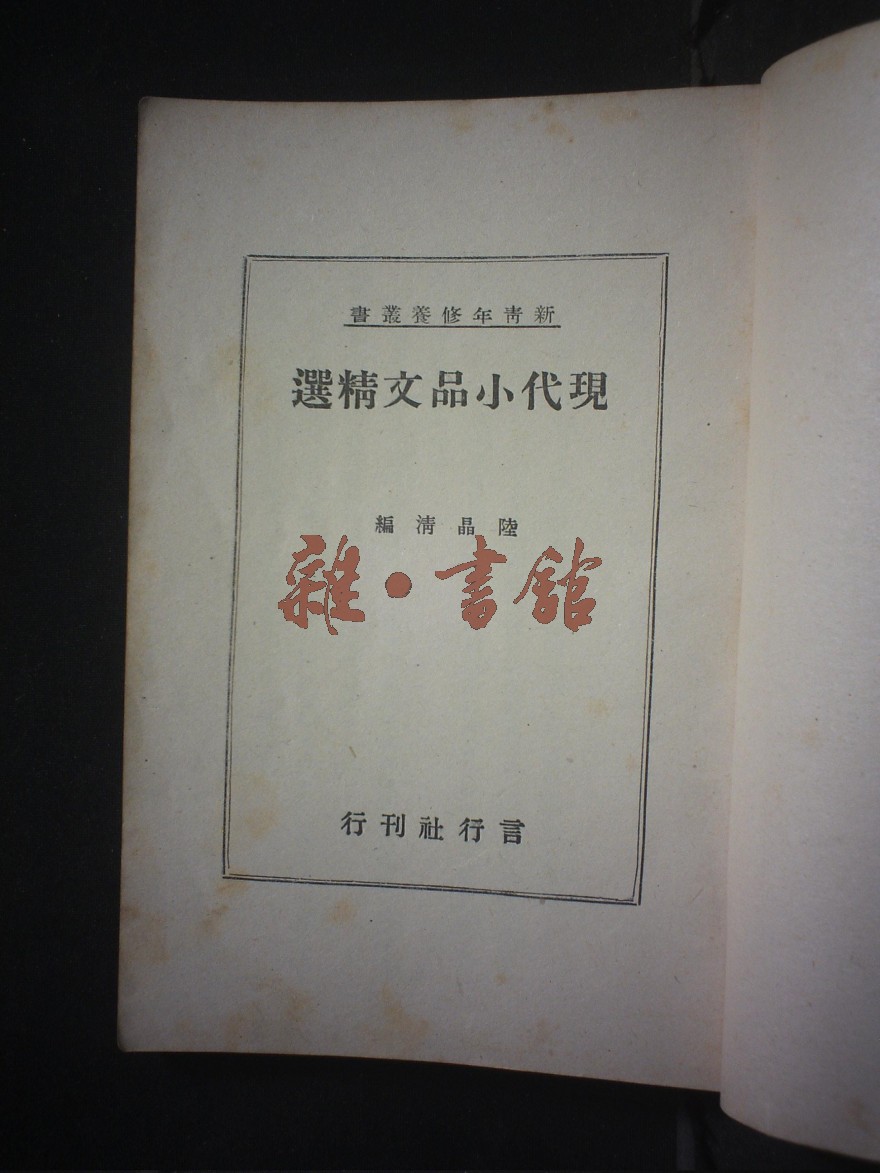 新青年修養叢書
現代小品文精選
陸晶清編
雜·書館
言行社刊行